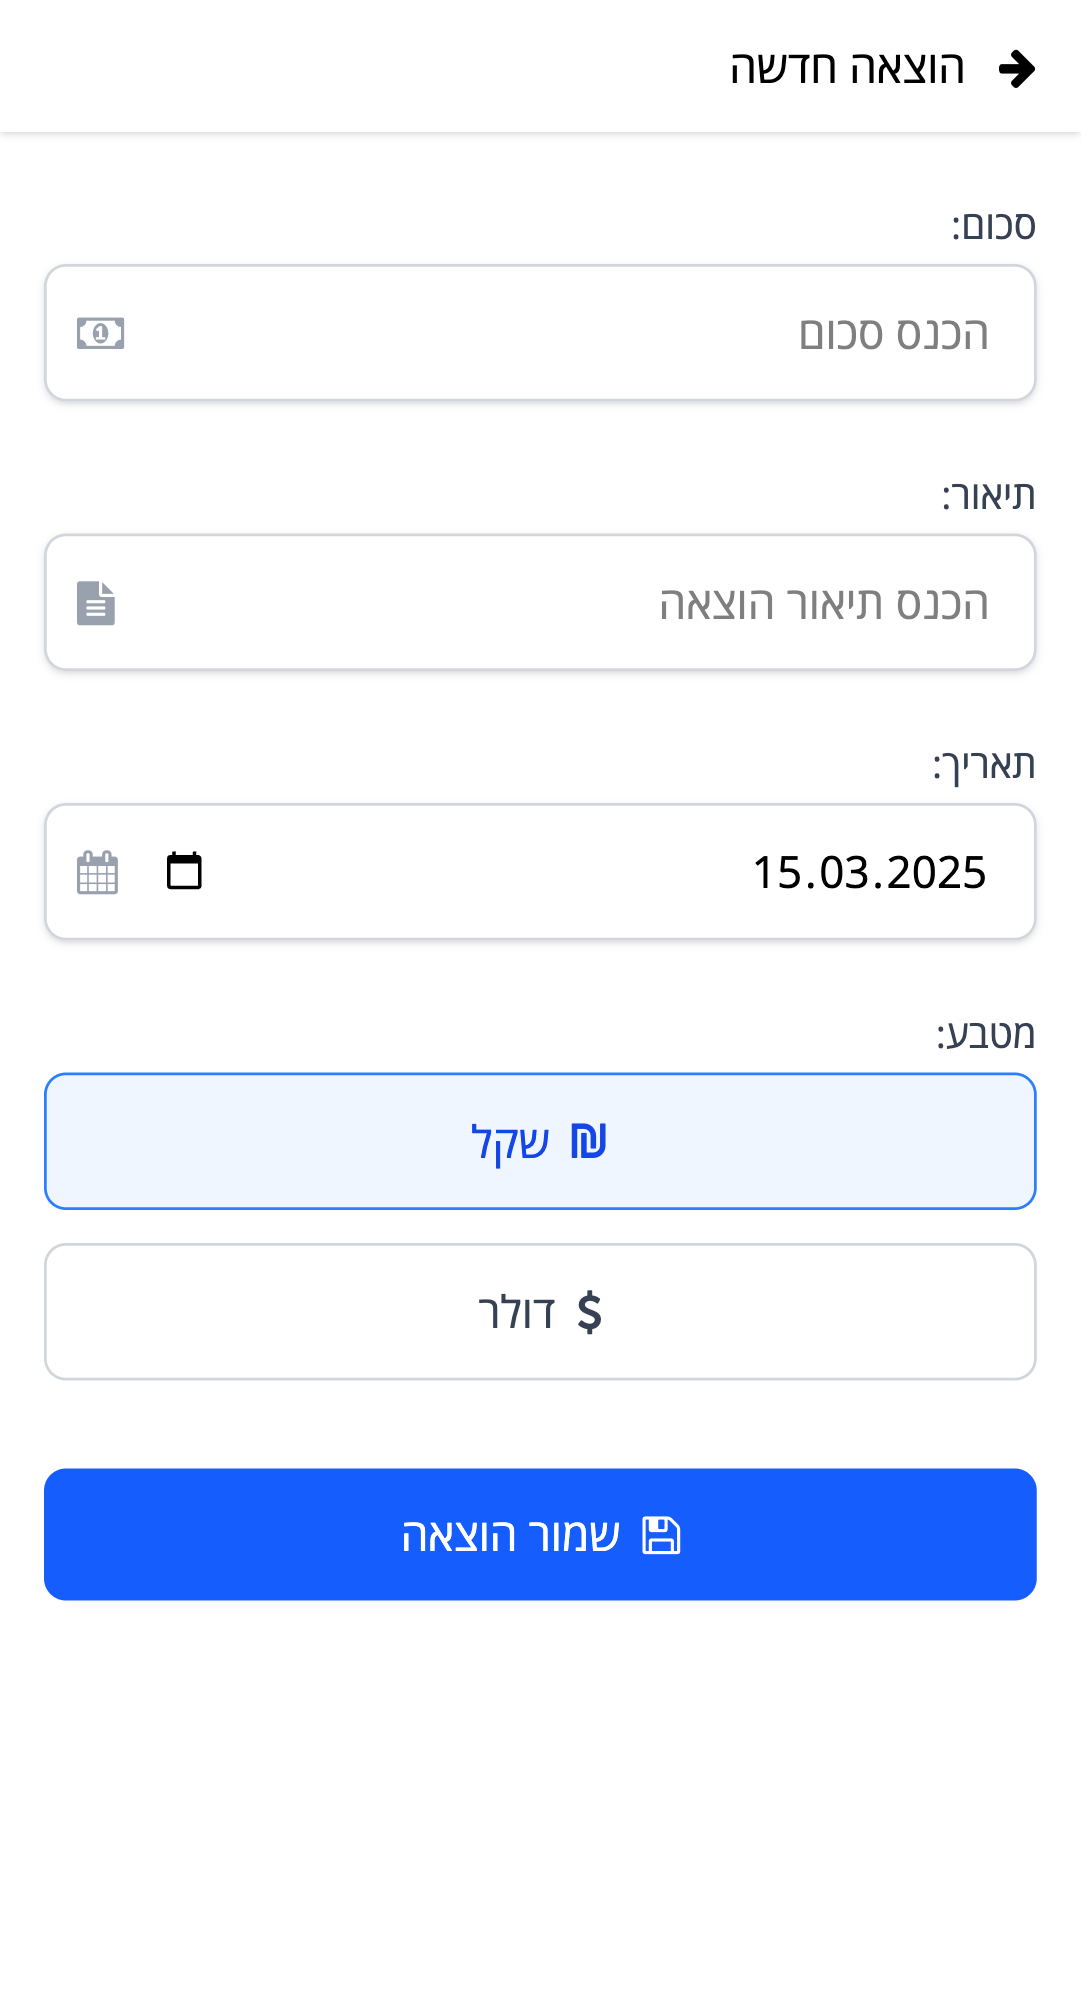 הוצאה חדשה
סכום:
הכנס סכום
תיאור:
הכנס תיאור הוצאה
תאריך:
15.03.2025
מטבע:
₪ שקל
$ דולר
שמור הוצאה